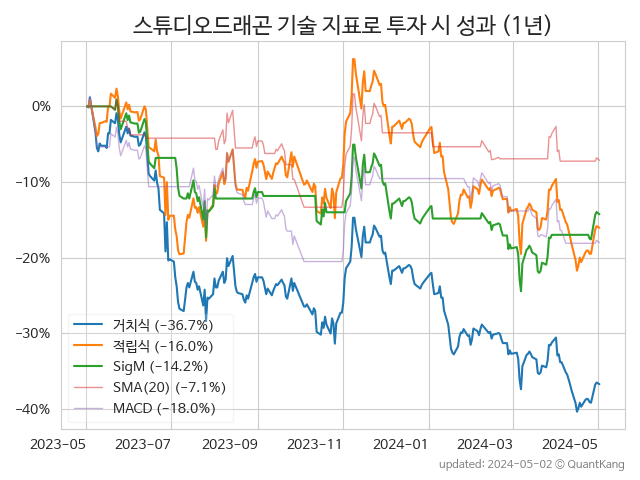 스튜디오드래곤 기술 지표로 투자 시 성과 (1년)
0%
−10%
−20%
−30%
−40%
거치식 (−36.7%)
적립식 (−16.0%)
SigM (−14.2%)
SMA(20) (−7.1%)
MACD (−18.0%)
2023-05
2023-07
2023-09
2023-11
2024-01
2024-03
2024-05
updated: 2024-05-02 © QuantKang